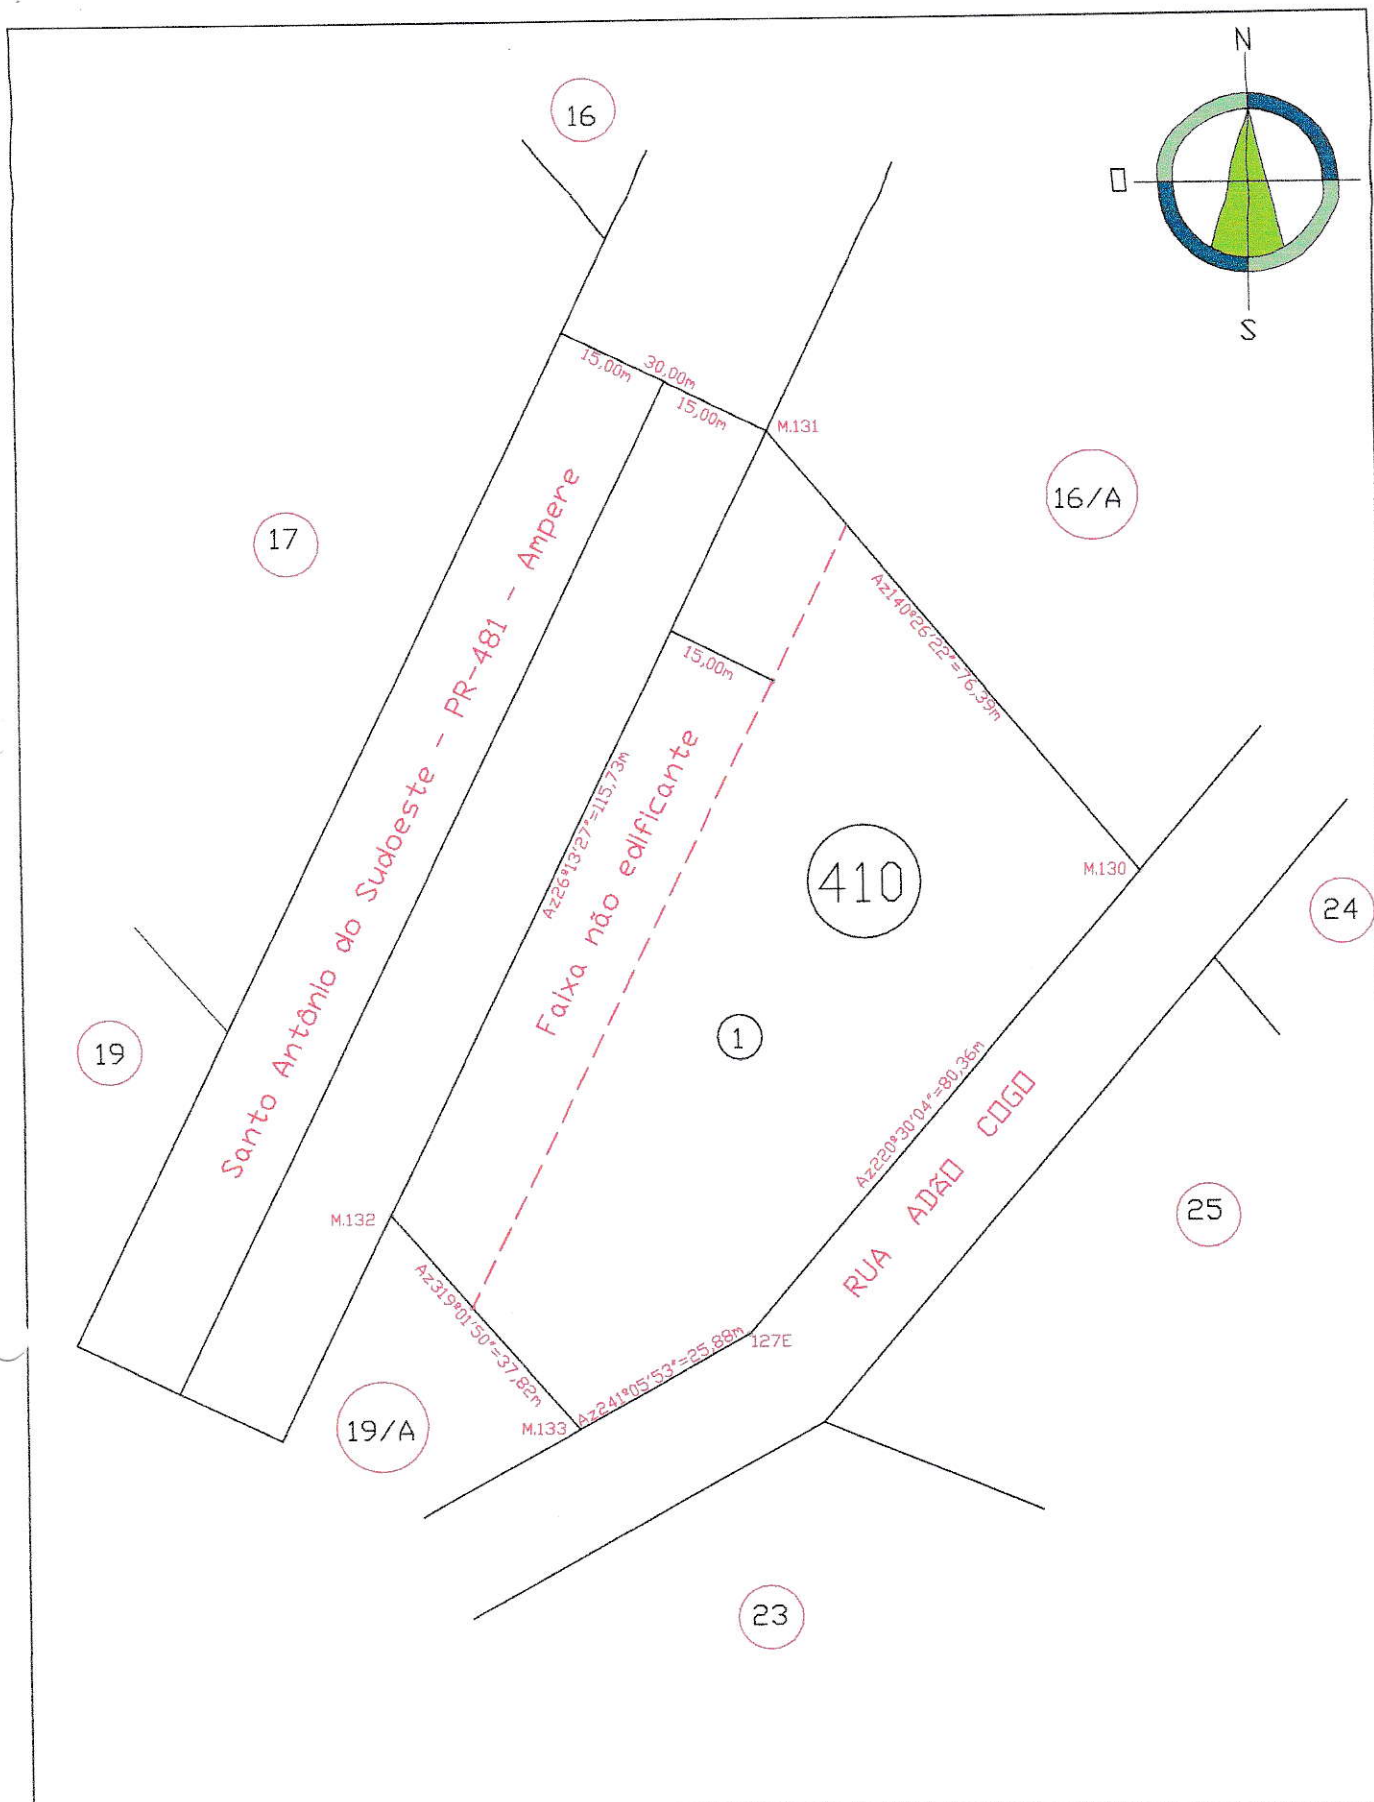 N
O
S
16
15,00m
30,00m
15,00m
M.131
16/A
17
Santo Antônio do Sudoeste - PR-481 - Ampere
Az140°26'22"=76,39m
15,00m
Az26°13'27"=115,73m
Faixa não edificante
410
M.130
24
19
1
Az220°30'04"=80,36m
RUA ADÃO COGO
25
M.132
Az319°01'50"=37,82m
127E
Az241°05'53"=25,88m
M.133
19/A
23